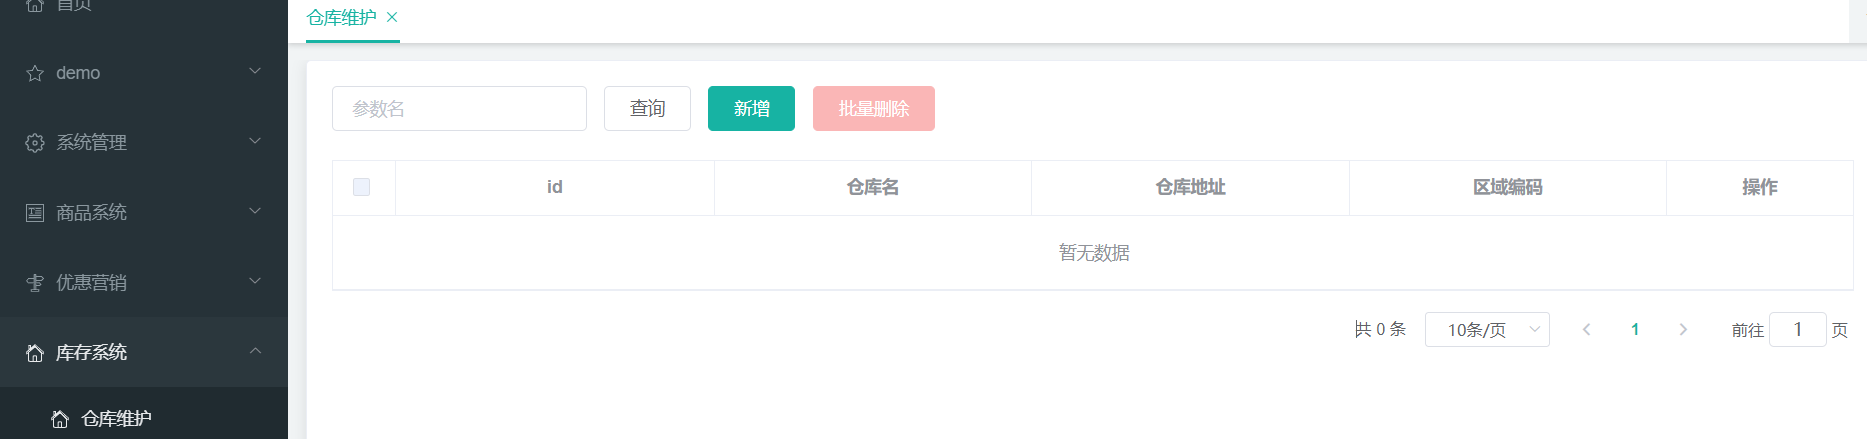 首页
demo
系统管理
商品系统
优惠营销
库存系统
仓库维护
仓库维护
参数名 查询 新增 批量删除
id 仓库名 仓库地址 区域编码 操作
暂无数据
共 0 条 10条/页 1 前往 1 页